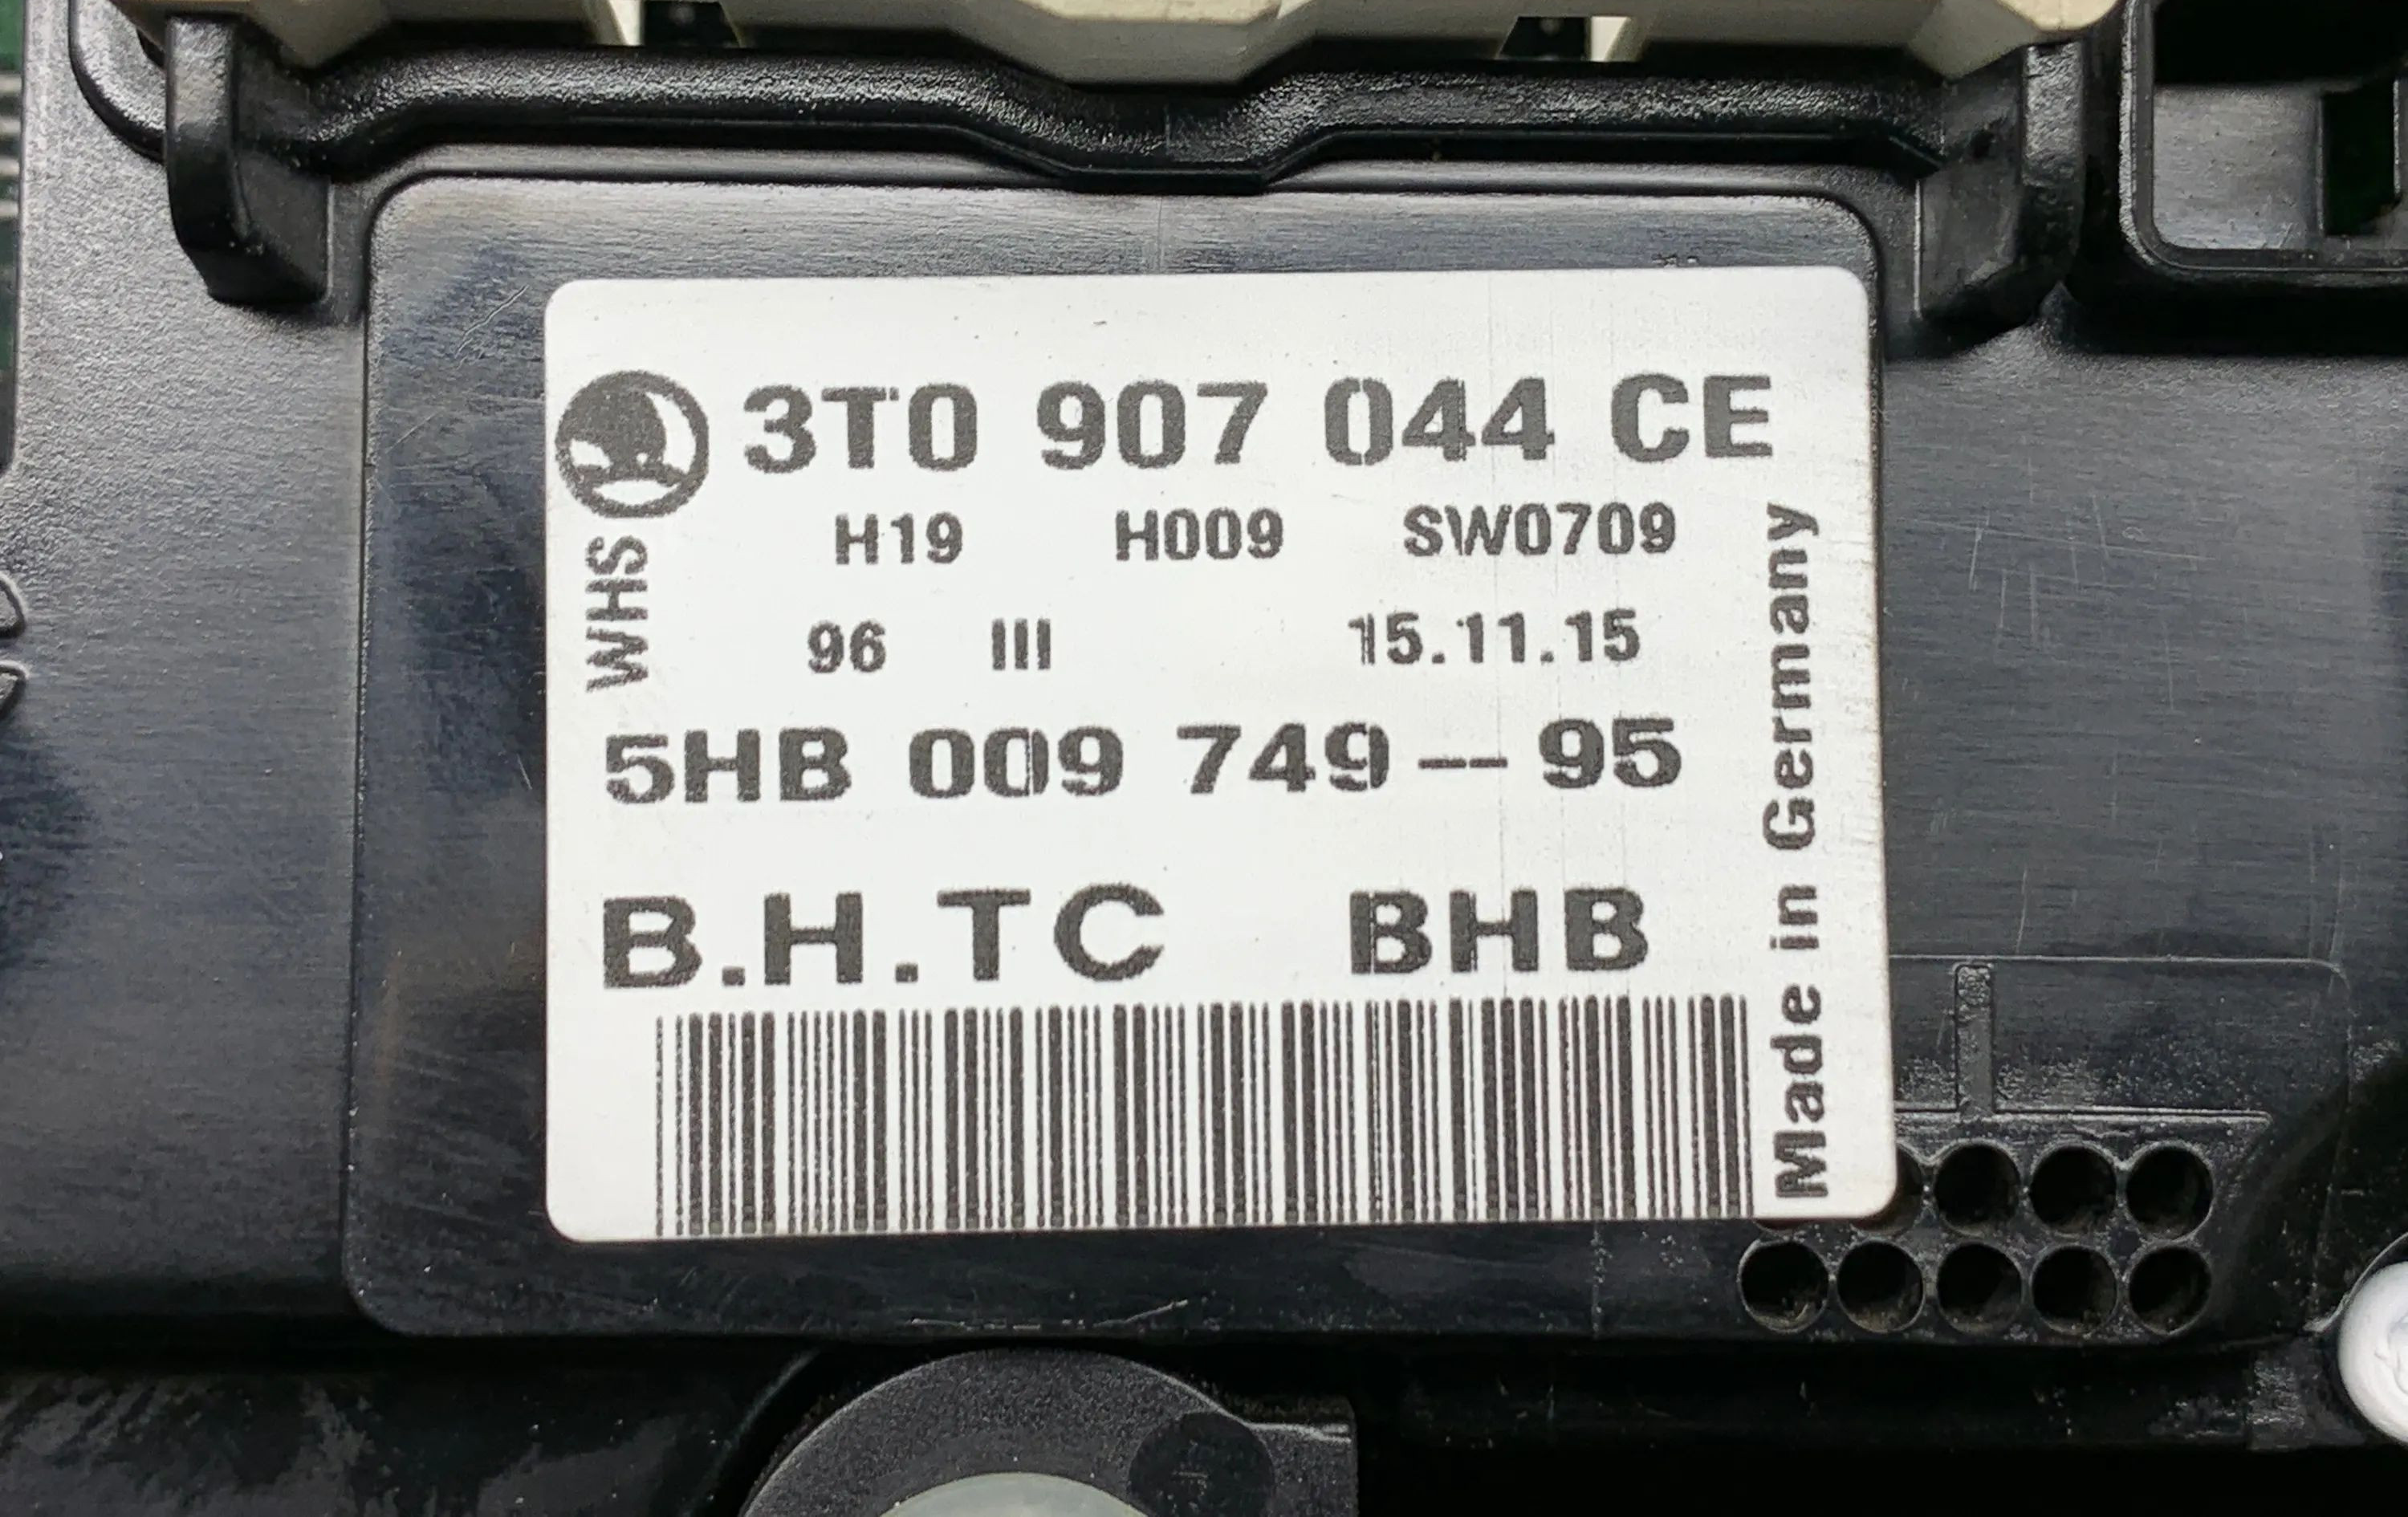 3T0 907 044 CE
H19 H009 SW0709
96 III 15.11.15
5HB 009 749-- 95
B.H.TC BHB
WHS
Made in Germany